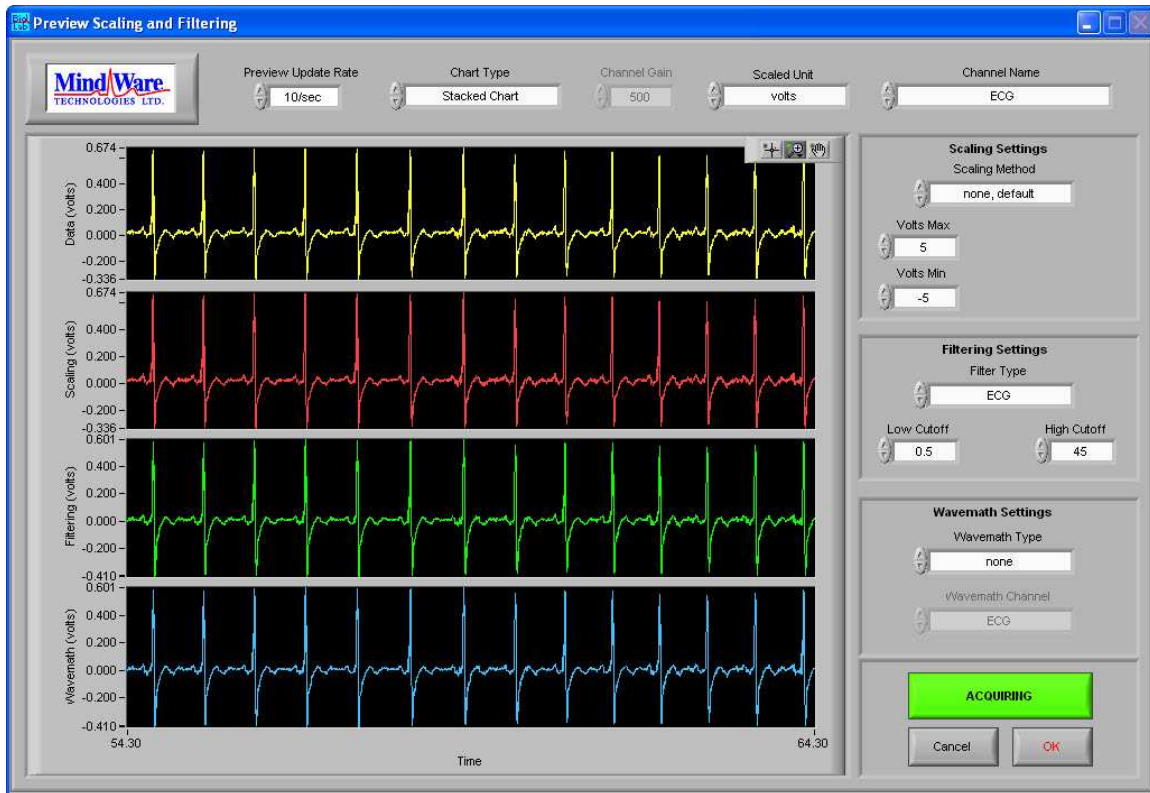 Bio Lab
Preview Scaling and Filtering
MindWare
TECHNOLOGIES LTD.
Preview Update Rate
10/sec
Chart Type
Stacked Chart
Channel Gain
500
Scaled Unit
volts
Channel Name
ECG
Data (volts)
0.674
0.400
0.200
0.000
-0.200
-0.336
Scaling (volts)
0.674
0.400
0.200
0.000
-0.200
-0.336
Filtering (volts)
0.601
0.400
0.200
0.000
-0.200
-0.410
Wavemath (volts)
0.601
0.400
0.200
0.000
-0.200
-0.410
54.30
64.30
Time
Scaling Settings
Scaling Method
none, default
Volts Max
5
Volts Min
-5
Filtering Settings
Filter Type
ECG
Low Cutoff
0.5
High Cutoff
45
Wavemath Settings
Wavemath Type
none
Wavemath Channel
ECG
ACQUIRING
Cancel
OK